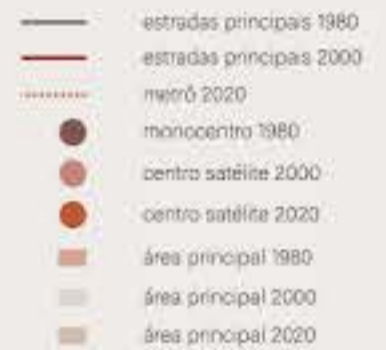 estradas principais 1980
estradas principais 2000
metrô 2020
monocentro 1980
centro satélite 2000
centro satélite 2020
área principal 1980
área principal 2000
área principal 2020